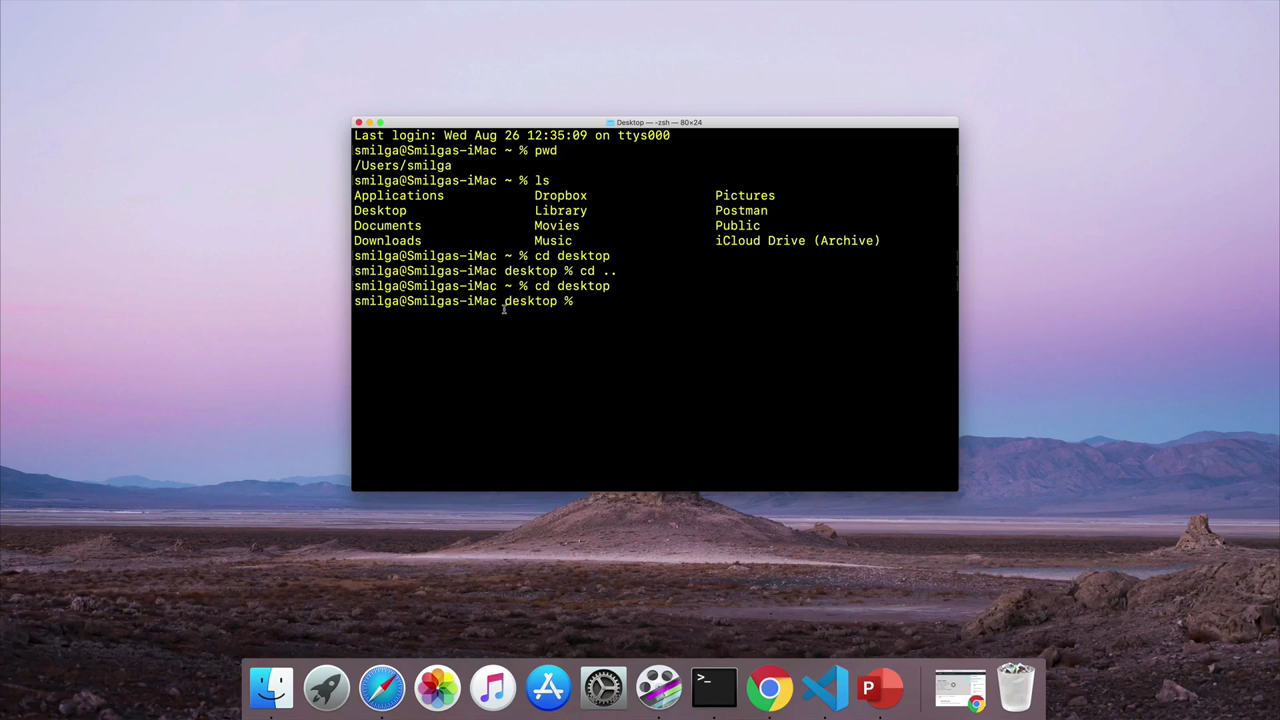 Desktop — -zsh — 80×24
Last login: Wed Aug 26 12:35:09 on ttys000
smilga@Smilgas-iMac ~ % pwd
/Users/smilga
smilga@Smilgas-iMac ~ % ls
Applications Dropbox Pictures
Desktop Library Postman
Documents Movies Public
Downloads Music iCloud Drive (Archive)
smilga@Smilgas-iMac ~ % cd desktop
smilga@Smilgas-iMac desktop % cd ..
smilga@Smilgas-iMac ~ % cd desktop
smilga@Smilgas-iMac desktop %
>_
P